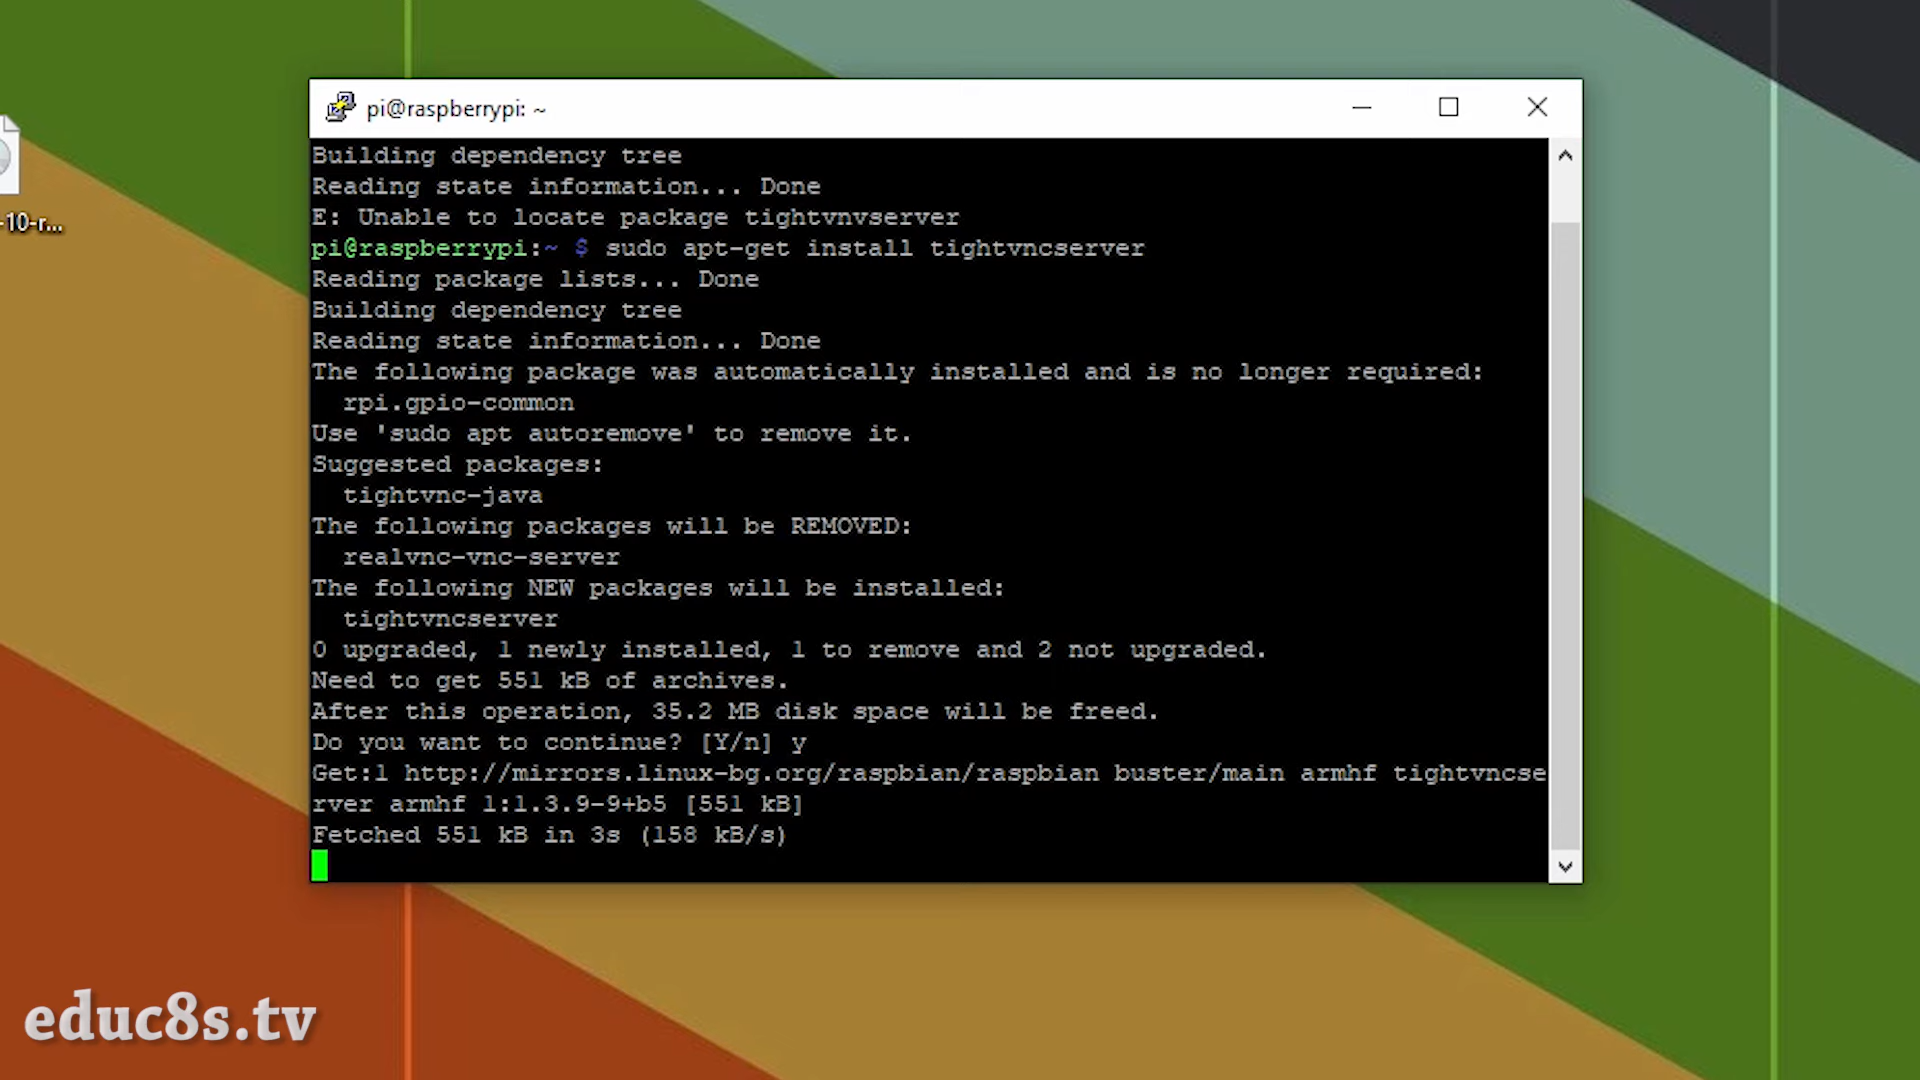 pi@raspberrypi: ~
Building dependency tree
Reading state information... Done
E: Unable to locate package tightvnvserver
pi@raspberrypi:~ $ sudo apt-get install tightvncserver
Reading package lists... Done
Building dependency tree
Reading state information... Done
The following package was automatically installed and is no longer required:
rpi.gpio-common
Use 'sudo apt autoremove' to remove it.
Suggested packages:
tightvnc-java
The following packages will be REMOVED:
realvnc-vnc-server
The following NEW packages will be installed:
tightvncserver
0 upgraded, 1 newly installed, 1 to remove and 2 not upgraded.
Need to get 551 kB of archives.
After this operation, 35.2 MB disk space will be freed.
Do you want to continue? [Y/n] y
Get:1 http://mirrors.linux-bg.org/raspbian/raspbian buster/main armhf tightvncse
rver armhf 1:1.3.9-9+b5 [551 kB]
Fetched 551 kB in 3s (158 kB/s)
-10-r...
educ8s.tv